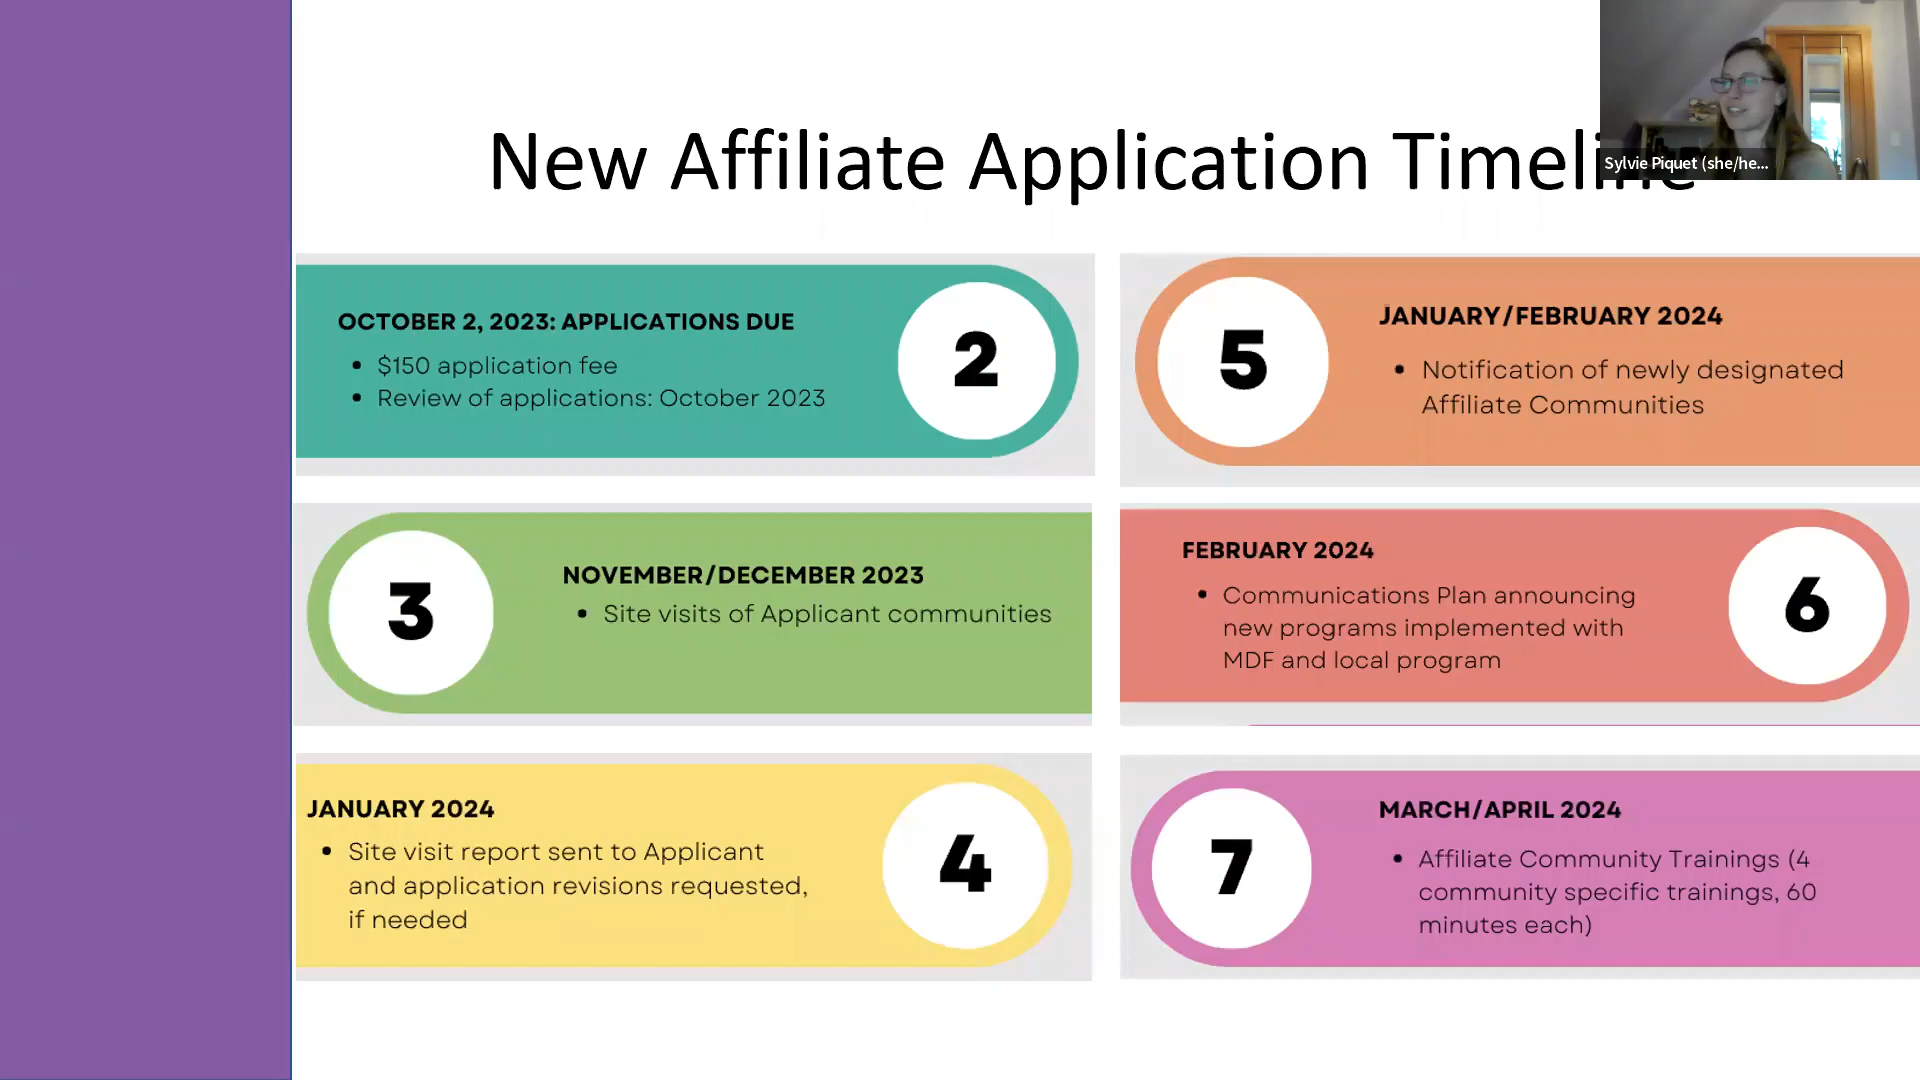 New Affiliate Application Timeline
Sylvie Piquet (she/he...
OCTOBER 2, 2023: APPLICATIONS DUE
• $150 application fee
• Review of applications: October 2023
2
3
NOVEMBER/DECEMBER 2023
• Site visits of Applicant communities
JANUARY 2024
• Site visit report sent to Applicant
and application revisions requested,
if needed
4
5
JANUARY/FEBRUARY 2024
• Notification of newly designated
Affiliate Communities
FEBRUARY 2024
• Communications Plan announcing
new programs implemented with
MDF and local program
6
7
MARCH/APRIL 2024
• Affiliate Community Trainings (4
community specific trainings, 60
minutes each)